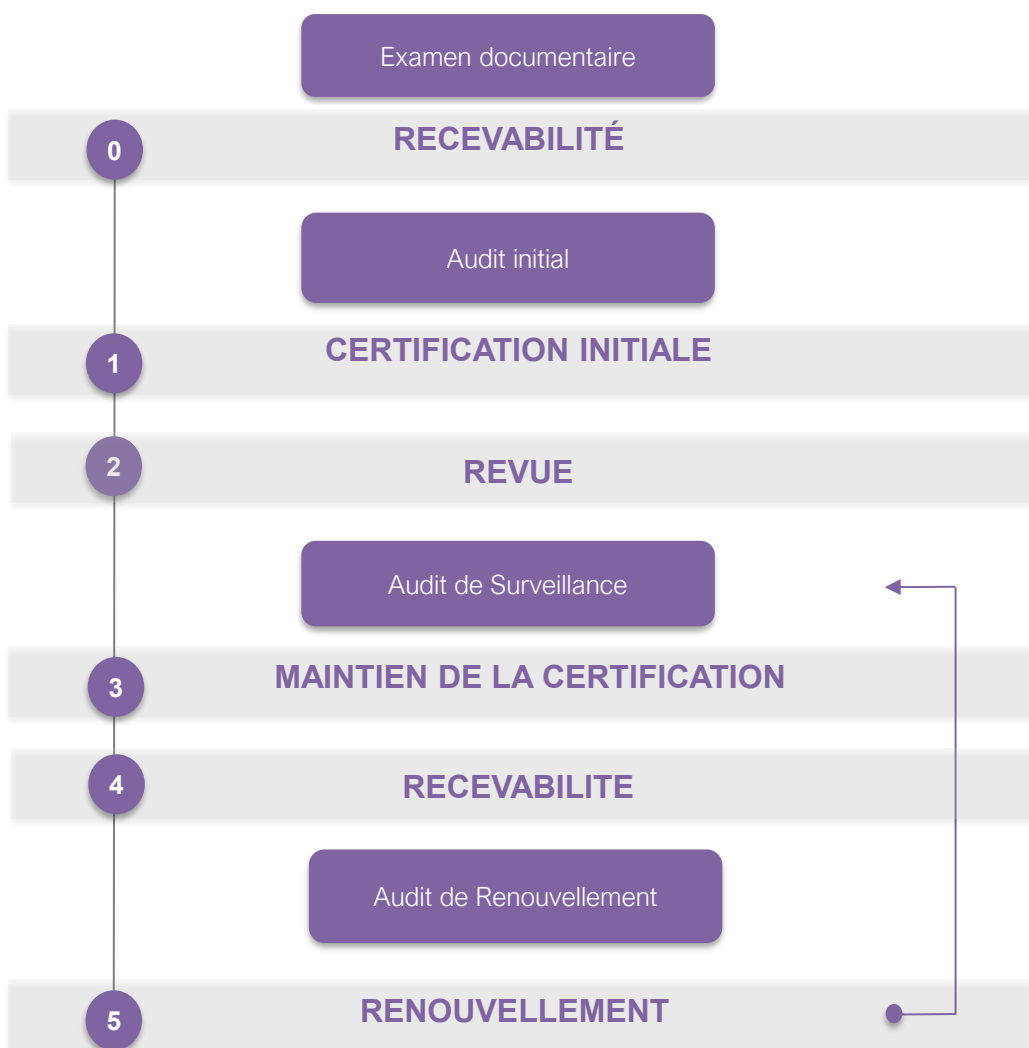 Examen documentaire
0
RECEVABILITÉ
Audit initial
1
CERTIFICATION INITIALE
2
REVUE
Audit de Surveillance
3
MAINTIEN DE LA CERTIFICATION
4
RECEVABILITE
Audit de Renouvellement
5
RENOUVELLEMENT